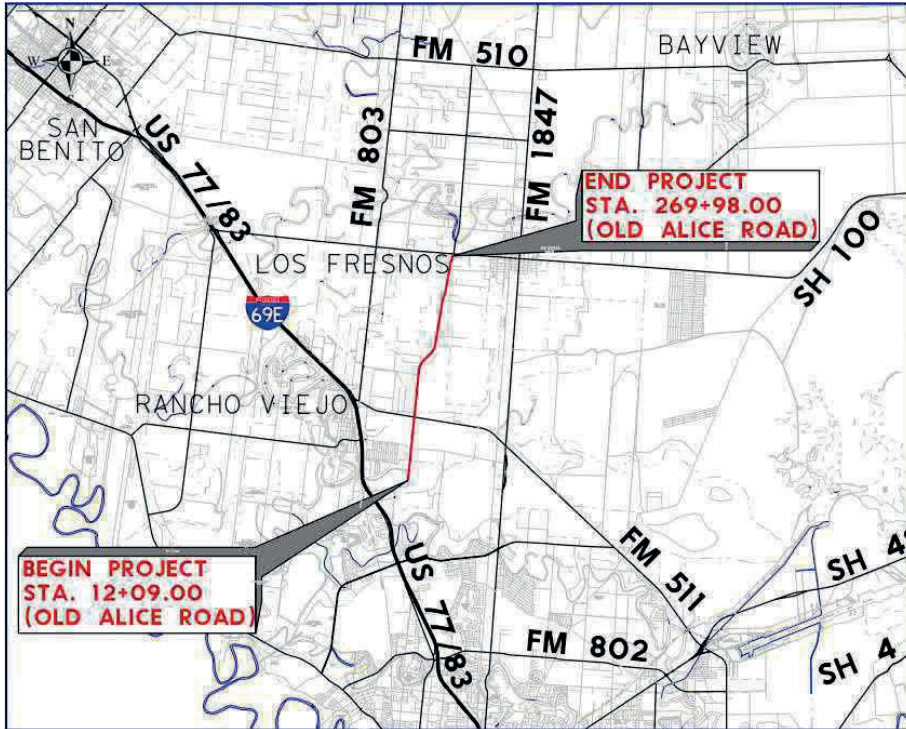 N
W
E
FM 510
BAYVIEW
SAN
BENITO
US 77/83
FM 803
FM 1847
END PROJECT
STA. 269+98.00
(OLD ALICE ROAD)
SH 100
LOS FRESNOS
69E
RANCHO VIEJO
BEGIN PROJECT
STA. 12+09.00
(OLD ALICE ROAD)
US 77/83
FM 511
FM 802
SH 4